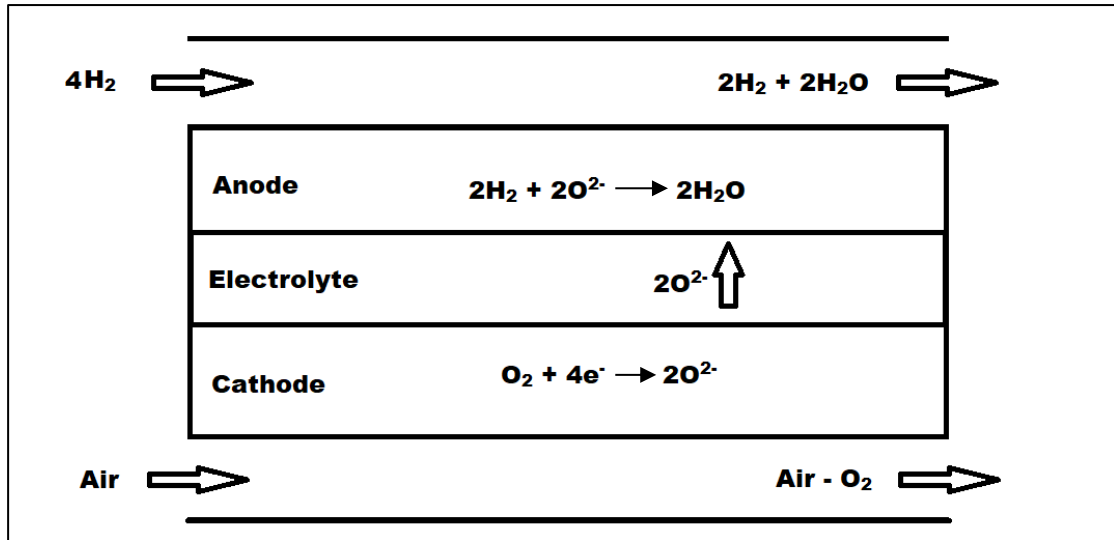 4H₂ 2H₂ + 2H₂O
Anode 2H₂ + 2O²⁻ → 2H₂O
Electrolyte 2O²⁻
Cathode O₂ + 4e⁻ → 2O²⁻
Air Air - O₂